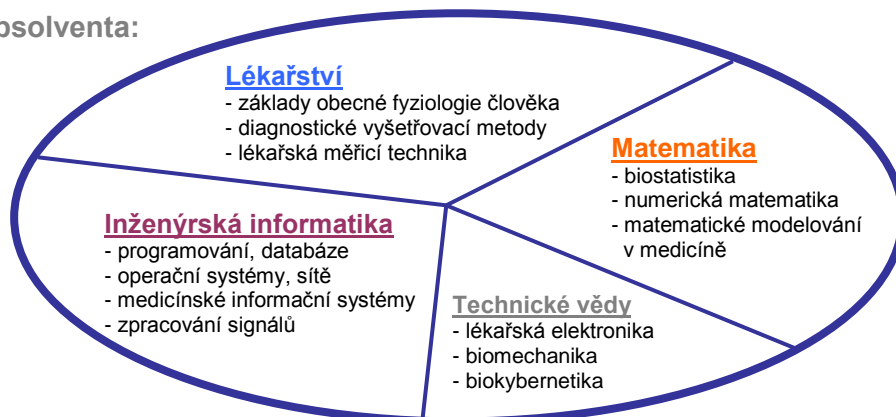 bsolventa:
Lékařství
- základy obecné fyziologie člověka
- diagnostické vyšetřovací metody
- lékařská měřicí technika
Matematika
- biostatistika
- numerická matematika
- matematické modelování
v medicíně
Inženýrská informatika
- programování, databáze
- operační systémy, sítě
- medicínské informační systémy
- zpracování signálů
Technické vědy
- lékařská elektronika
- biomechanika
- biokybernetika